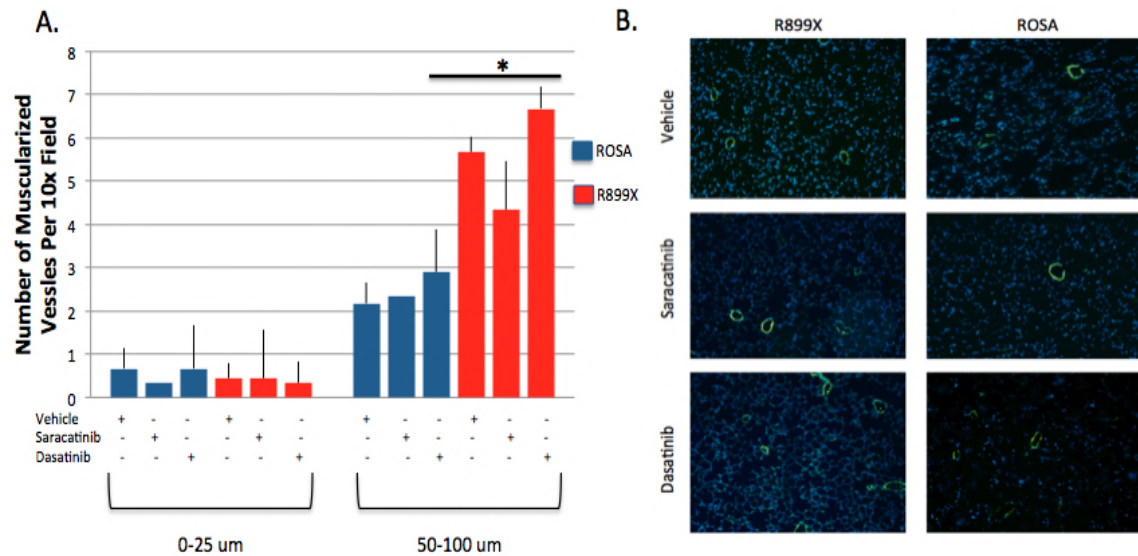 A.
8
7
6
5
4
3
2
1
0
Number of Muscularized
Vessles Per 10x Field
*
ROSA
R899X
Vehicle + - - + - - + - - + - -
Saracatinib - + - - + - - + - - + -
Dasatinib - - + - - + - - + - - +
0-25 um 50-100 um
B.
R899X ROSA
Vehicle
Saracatinib
Dasatinib